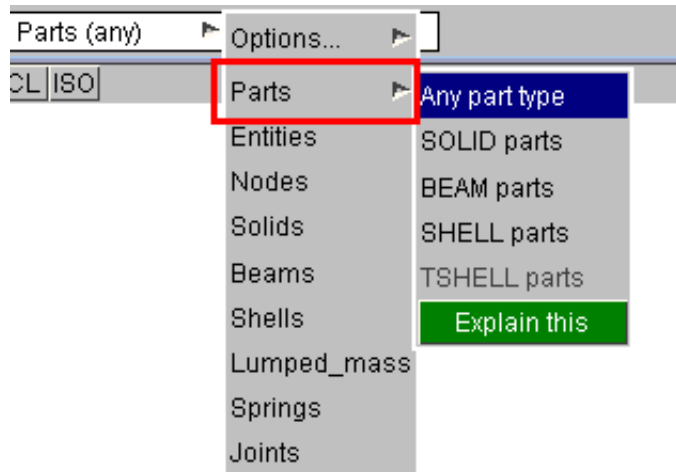 Parts (any)
Options...
CL ISO
Parts
Any part type
Entities
SOLID parts
Nodes
BEAM parts
Solids
SHELL parts
Beams
TSHELL parts
Shells
Explain this
Lumped_mass
Springs
Joints